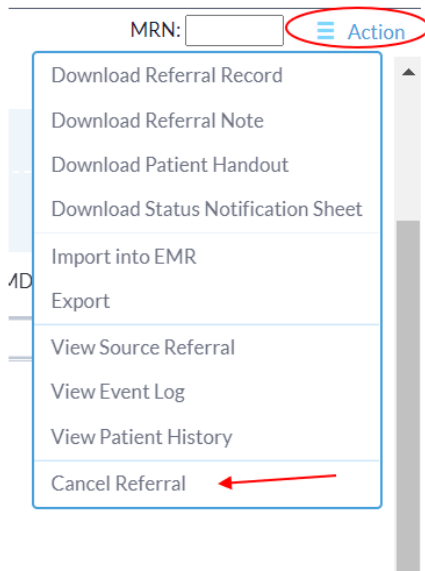 MRN: Action
Download Referral Record
Download Referral Note
Download Patient Handout
Download Status Notification Sheet
Import into EMR
MD
Export
View Source Referral
View Event Log
View Patient History
Cancel Referral